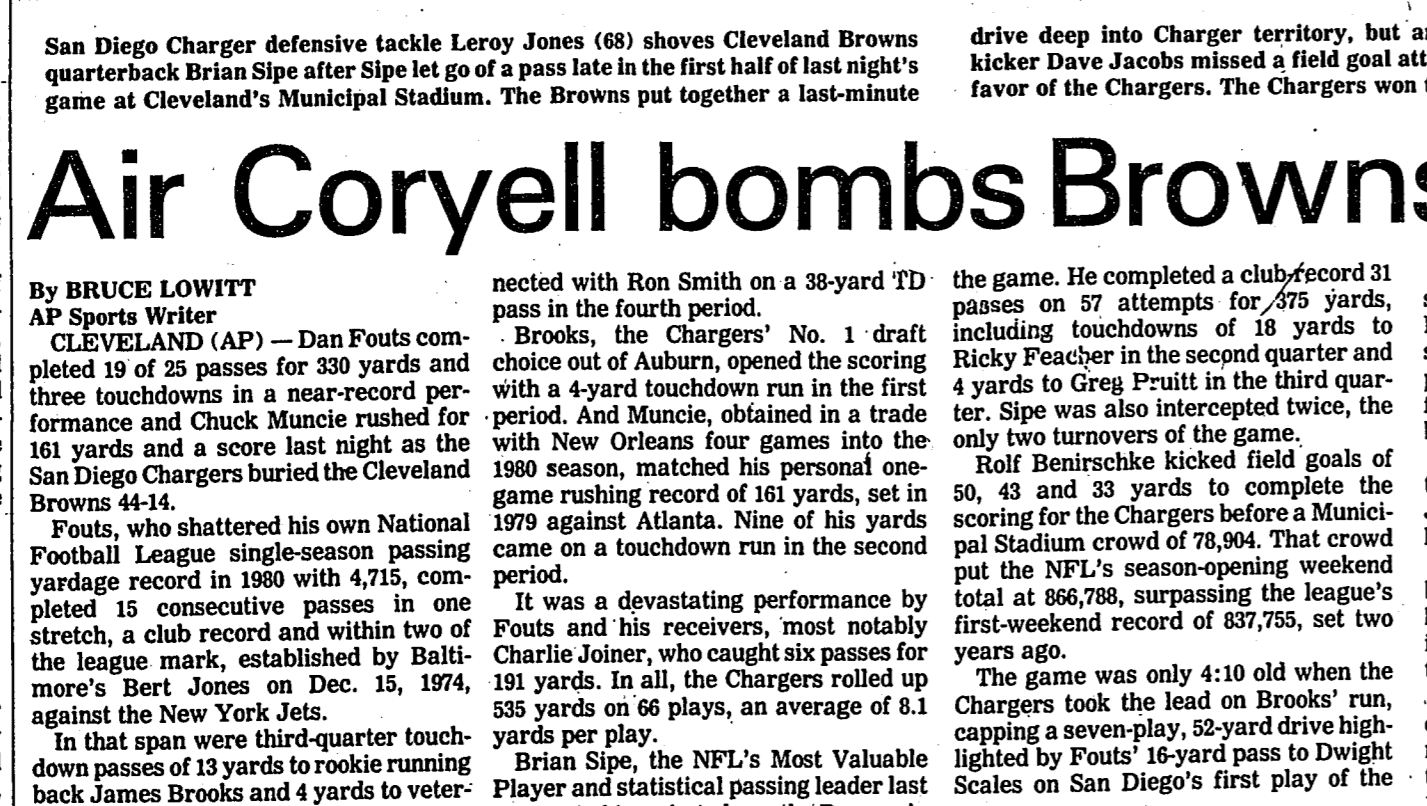 San Diego Charger defensive tackle Leroy Jones (68) shoves Cleveland Browns
quarterback Brian Sipe after Sipe let go of a pass late in the first half of last night's
game at Cleveland's Municipal Stadium. The Browns put together a last-minute
drive deep into Charger territory, but
kicker Dave Jacobs missed a field goal
favor of the Chargers. The Chargers won
Air Coryell bombs Browns
By BRUCE LOWITT
AP Sports Writer
CLEVELAND (AP) — Dan Fouts com-
pleted 19 of 25 passes for 330 yards and
three touchdowns in a near-record per-
formance and Chuck Muncie rushed for
161 yards and a score last night as the
San Diego Chargers buried the Cleveland
Browns 44-14.
Fouts, who shattered his own National
Football League single-season passing
yardage record in 1980 with 4,715, com-
pleted 15 consecutive passes in one
stretch, a club record and within two of
the league mark, established by Balti-
more's Bert Jones on Dec. 15, 1974,
against the New York Jets.
In that span were third-quarter touch-
down passes of 13 yards to rookie running
back James Brooks and 4 yards to veter-
nected with Ron Smith on a 38-yard TD
pass in the fourth period.
Brooks, the Chargers' No. 1 draft
choice out of Auburn, opened the scoring
with a 4-yard touchdown run in the first
period. And Muncie, obtained in a trade
with New Orleans four games into the
1980 season, matched his personal one-
game rushing record of 161 yards, set in
1979 against Atlanta. Nine of his yards
came on a touchdown run in the second
period.
It was a devastating performance by
Fouts and his receivers, most notably
Charlie Joiner, who caught six passes for
191 yards. In all, the Chargers rolled up
535 yards on 66 plays, an average of 8.1
yards per play.
Brian Sipe, the NFL's Most Valuable
Player and statistical passing leader last
the game. He completed a club record 31
passes on 57 attempts for 375 yards,
including touchdowns of 18 yards to
Ricky Feacher in the second quarter and
4 yards to Greg Pruitt in the third quar-
ter. Sipe was also intercepted twice, the
only two turnovers of the game.
Rolf Benirschke kicked field goals of
50, 43 and 33 yards to complete the
scoring for the Chargers before a Munici-
pal Stadium crowd of 78,904. That crowd
put the NFL's season-opening weekend
total at 866,788, surpassing the league's
first-weekend record of 837,755, set two
years ago.
The game was only 4:10 old when the
Chargers took the lead on Brooks' run,
capping a seven-play, 52-yard drive high-
lighted by Fouts' 16-yard pass to Dwight
Scales on San Diego's first play of the